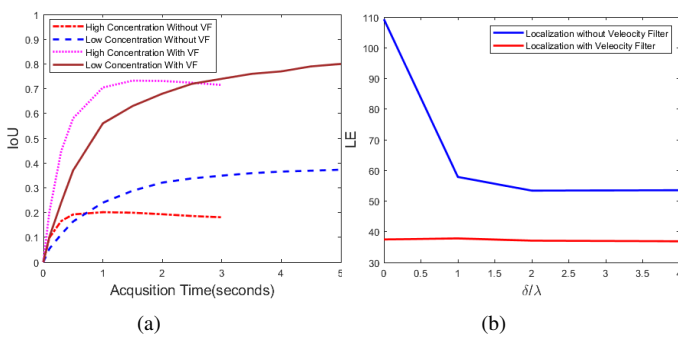 High Concentration Without VF
Low Concentration Without VF
High Concentration With VF
Low Concentration With VF
1
0.9
0.8
0.7
0.6
0.5
0.4
0.3
0.2
0.1
0
IoU
0 1 2 3 4 5
Acqusition Time(seconds)
(a)
Localization without Veleocity Filter
Localization with Veleocity Filter
110
100
90
80
70
60
50
40
30
LE
0 0.5 1 1.5 2 2.5 3 3.5 4
δ/λ
(b)